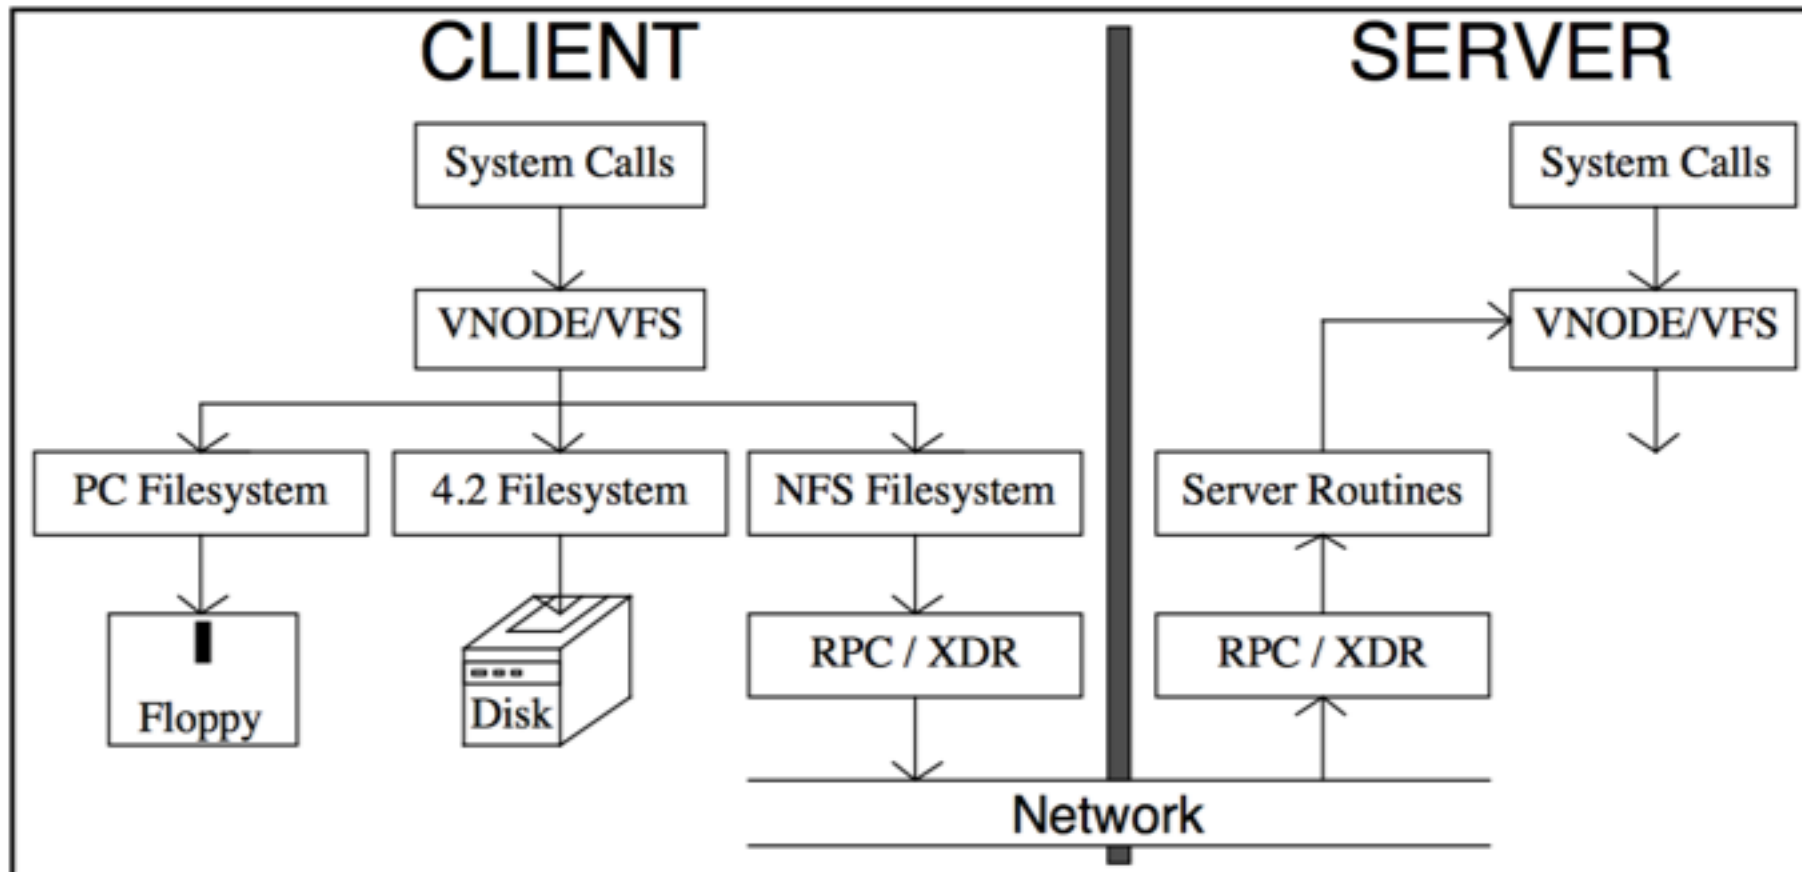 CLIENT
SERVER
System Calls
System Calls
VNODE/VFS
VNODE/VFS
PC Filesystem
4.2 Filesystem
NFS Filesystem
Server Routines
Floppy
Disk
RPC / XDR
RPC / XDR
Network